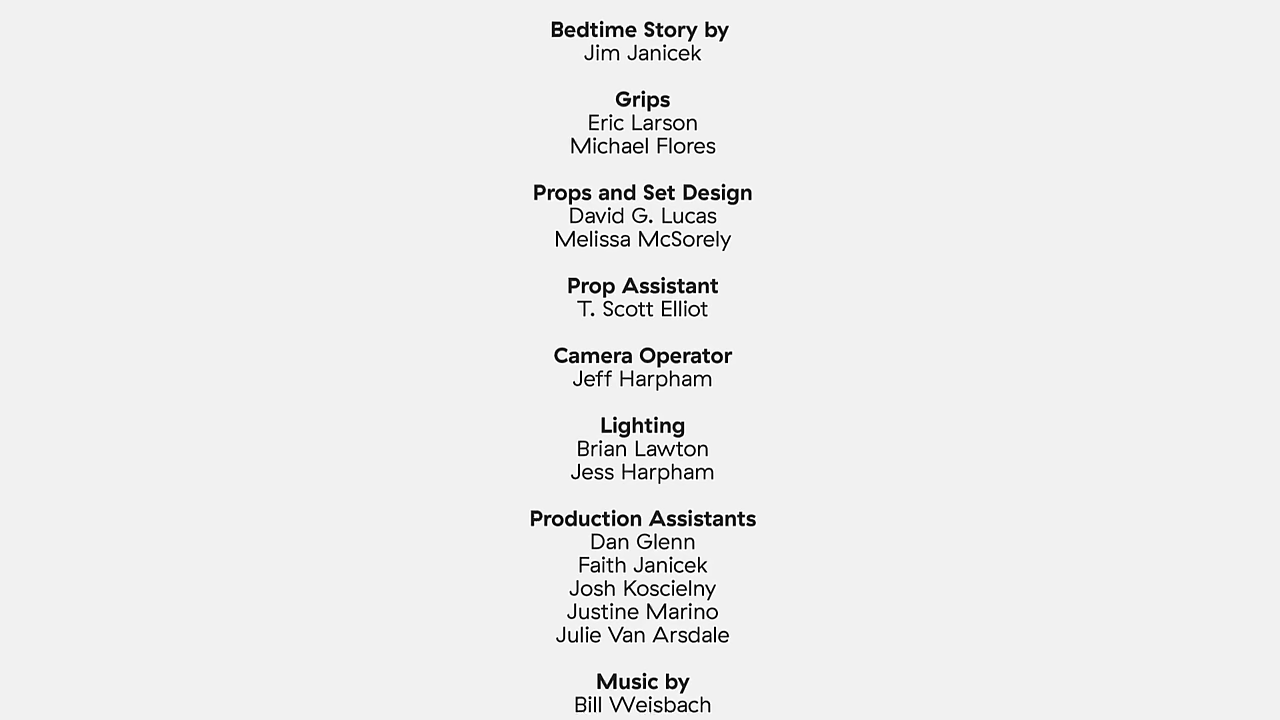 Bedtime Story by
Jim Janicek
Grips
Eric Larson
Michael Flores
Props and Set Design
David G. Lucas
Melissa McSorely
Prop Assistant
T. Scott Elliot
Camera Operator
Jeff Harpham
Lighting
Brian Lawton
Jess Harpham
Production Assistants
Dan Glenn
Faith Janicek
Josh Koscielny
Justine Marino
Julie Van Arsdale
Music by
Bill Weisbach